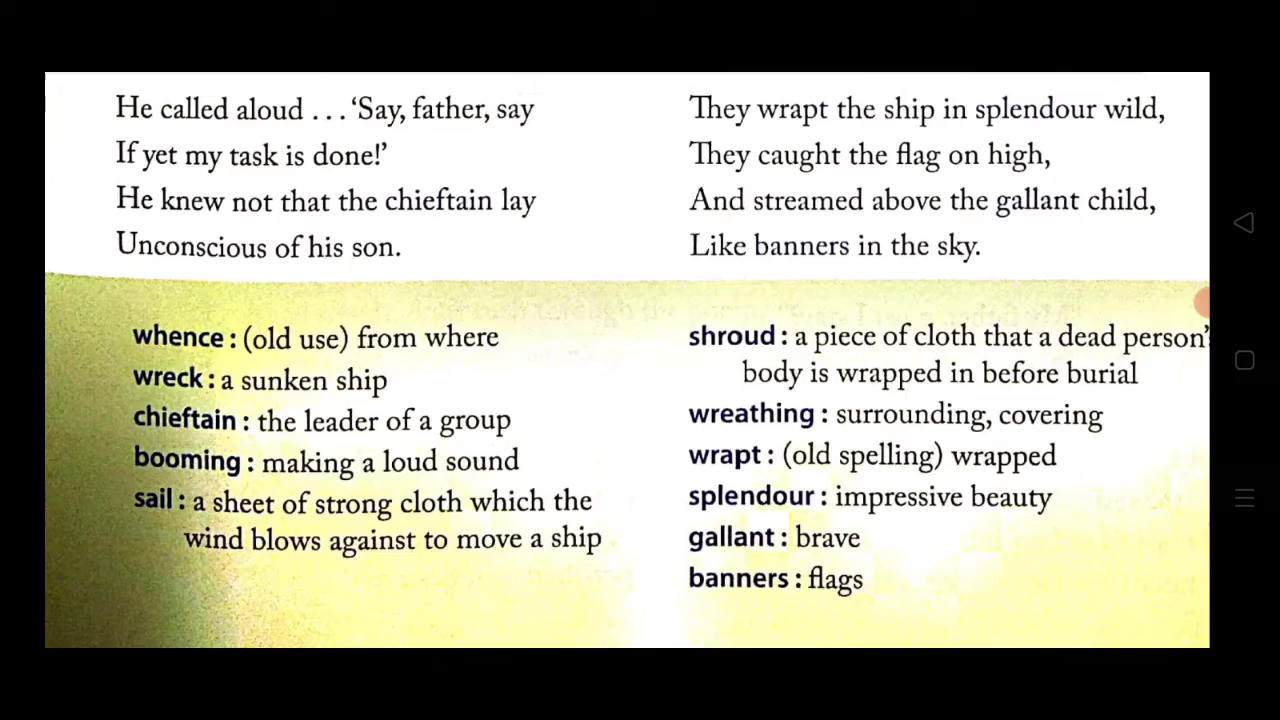 He called aloud . . . ‘Say, father, say
If yet my task is done!’
He knew not that the chieftain lay
Unconscious of his son.
They wrapt the ship in splendour wild,
They caught the flag on high,
And streamed above the gallant child,
Like banners in the sky.
whence : (old use) from where
wreck : a sunken ship
chieftain : the leader of a group
booming : making a loud sound
sail : a sheet of strong cloth which the
wind blows against to move a ship
shroud : a piece of cloth that a dead person’
body is wrapped in before burial
wreathing : surrounding, covering
wrapt : (old spelling) wrapped
splendour : impressive beauty
gallant : brave
banners : flags